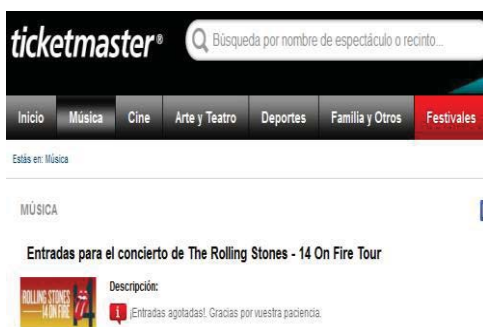 ticketmaster®
Búsqueda por nombre de espectáculo o recinto...
Inicio Música Cine Arte y Teatro Deportes Familia y Otros Festivales
Estás en: Música
MÚSICA
Entradas para el concierto de The Rolling Stones - 14 On Fire Tour
ROLLING STONES
14 ON FIRE
Descripción:
¡Entradas agotadas!. Gracias por vuestra paciencia.